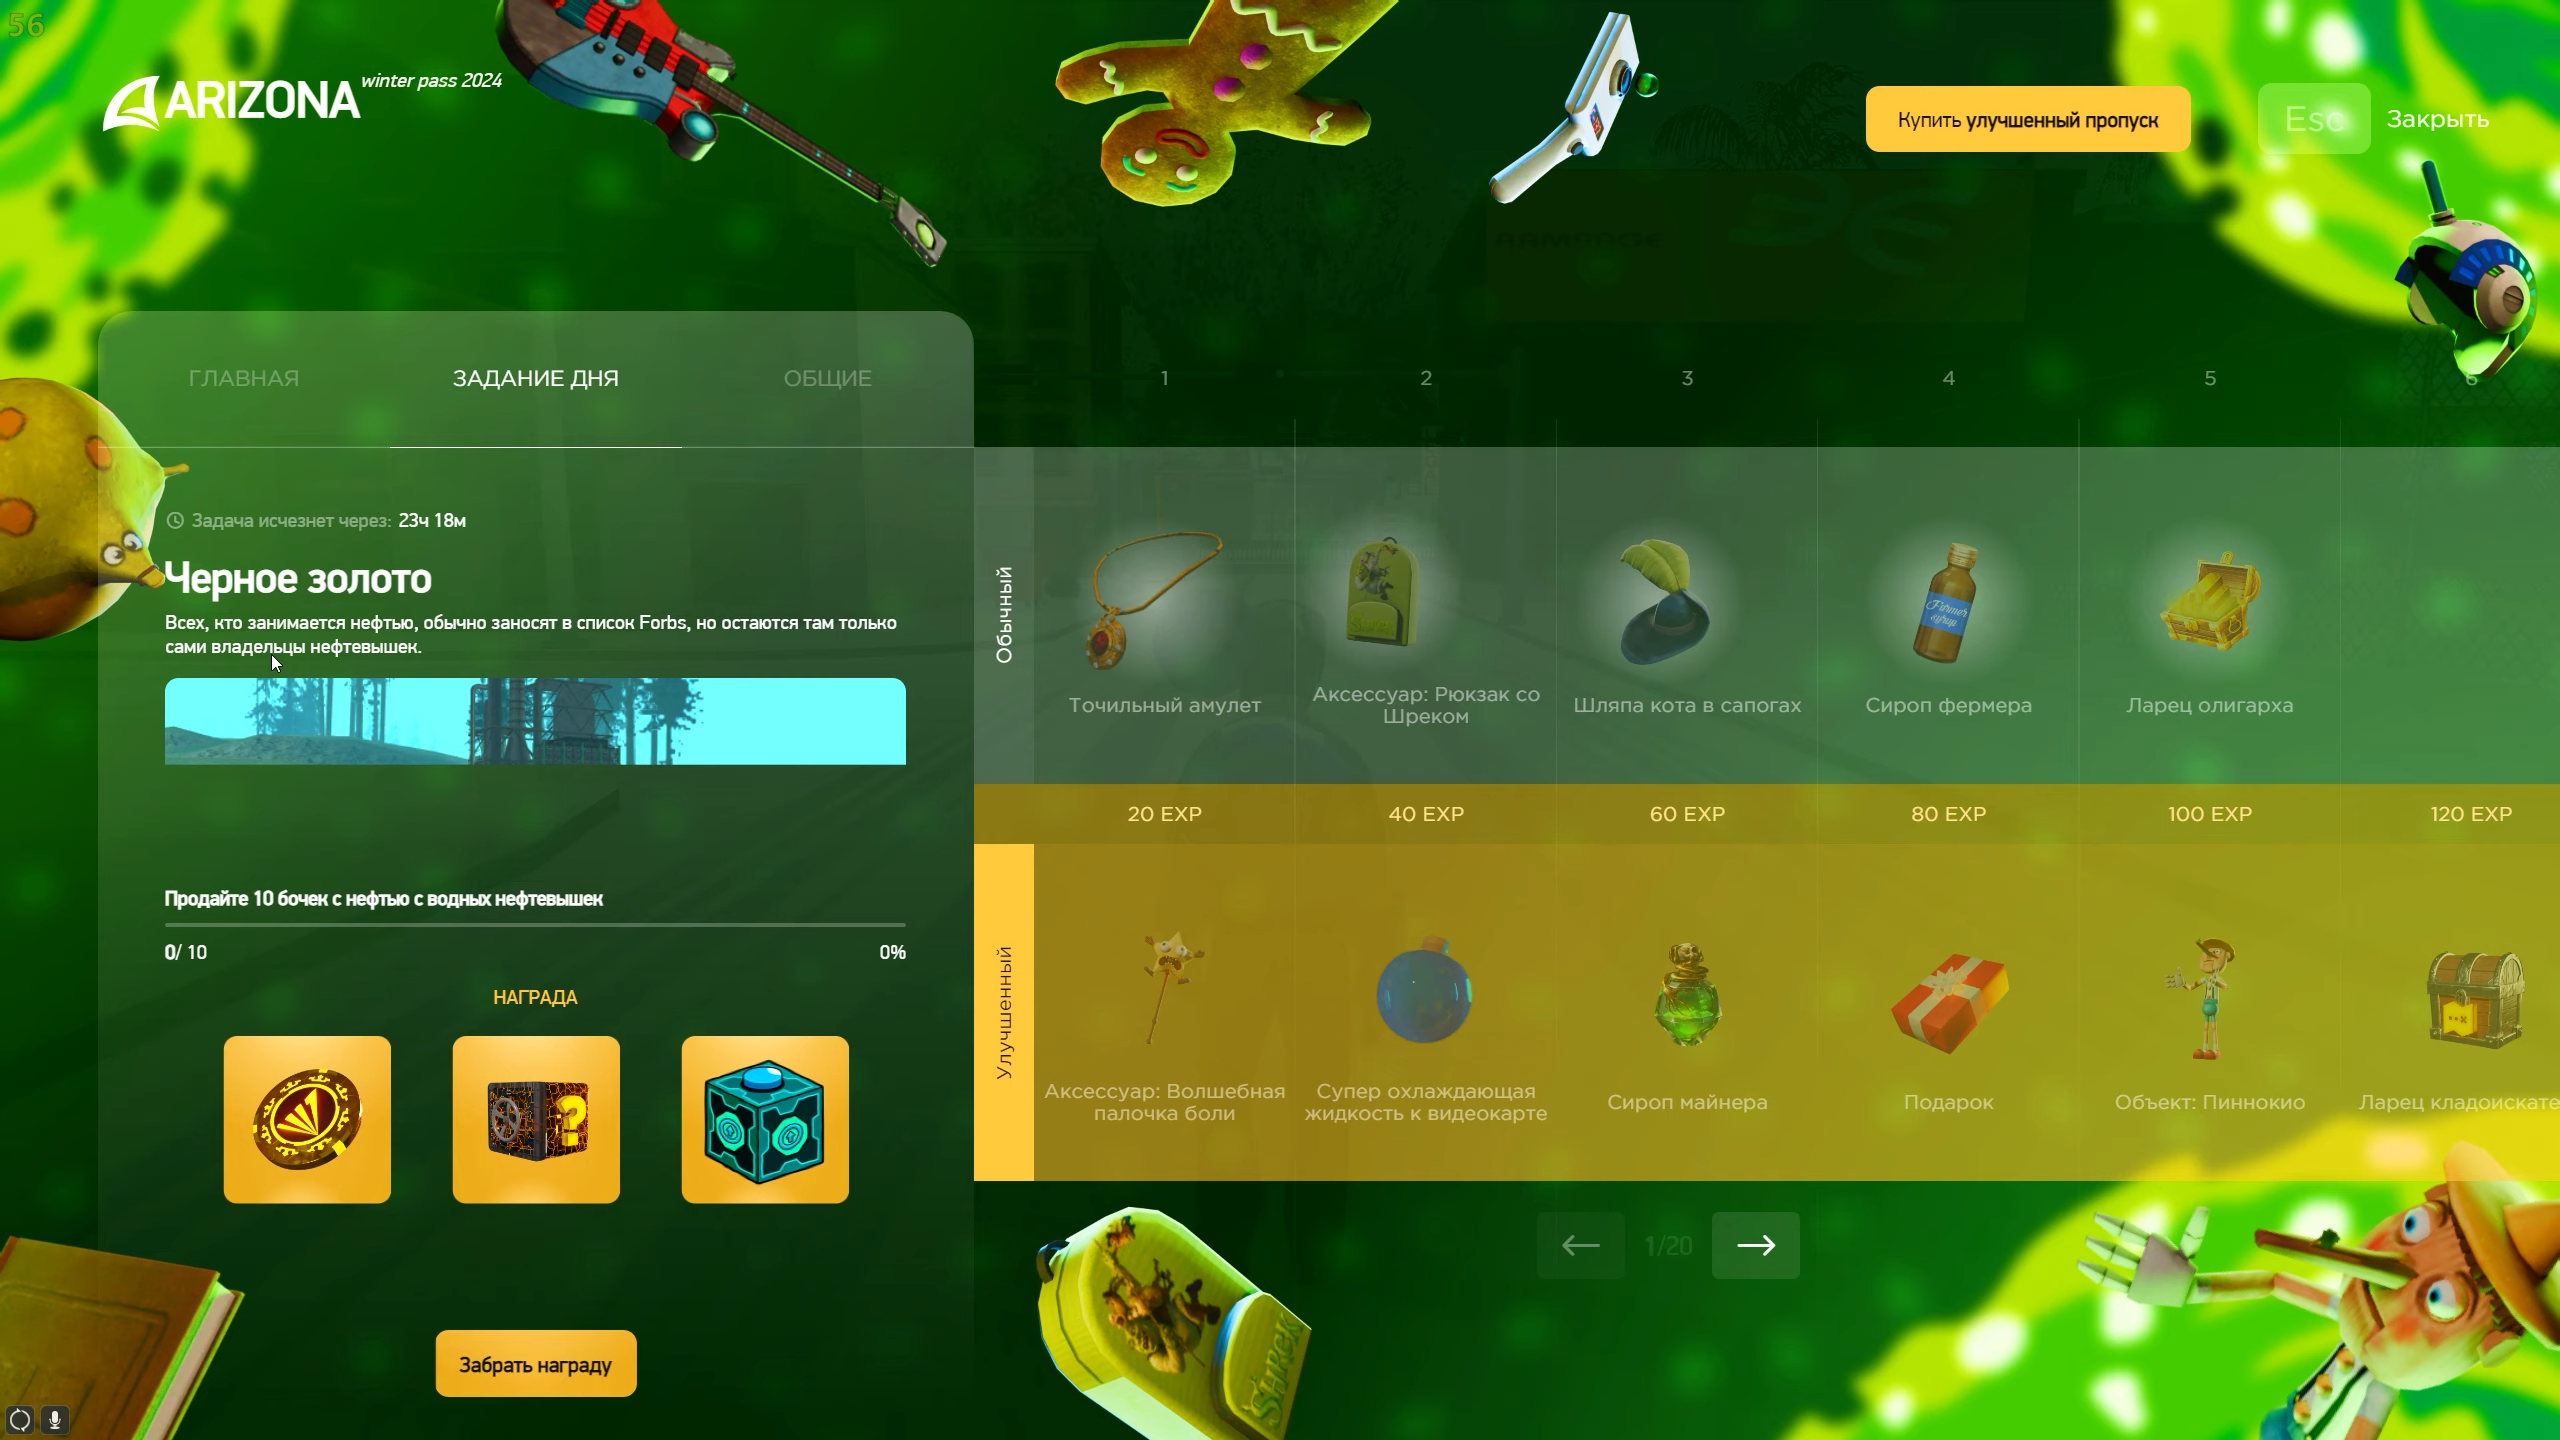 56
ARIZONA winter pass 2024
Купить улучшенный пропуск
Esc Закрыть
ГЛАВНАЯ ЗАДАНИЕ ДНЯ ОБЩИЕ
1 2 3 4 5 6
Задача исчезнет через: 23ч 18м
Черное золото
Всех, кто занимается нефтью, обычно заносят в список Forbs, но остаются там только
сами владельцы нефтевышек.
Продайте 10 бочек с нефтью с водных нефтевышек
0/ 10 0%
НАГРАДА
Забрать награду
Обычный
Точильный амулет
Аксессуар: Рюкзак со
Шреком
Шляпа кота в сапогах
Farmer
syrup
Сироп фермера
Ларец олигарха
20 EXP 40 EXP 60 EXP 80 EXP 100 EXP 120 EXP
Улучшенный
Аксессуар: Волшебная
палочка боли
Супер охлаждающая
жидкость к видеокарте
Сироп майнера
Подарок
Объект: Пиннокио
Ларец кладоискате
1/20
SHREK